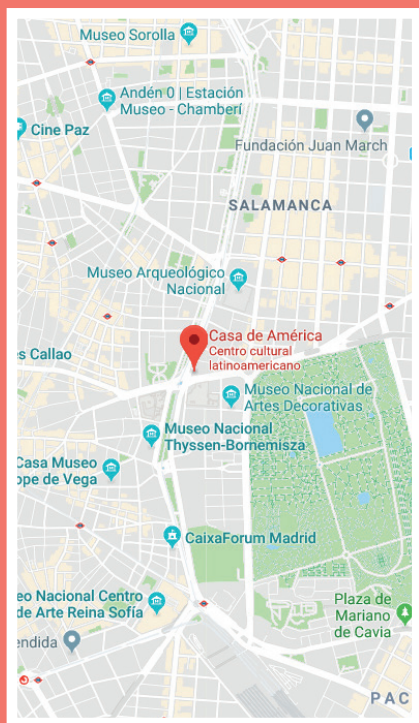 Museo Sorolla
Andén 0 | Estación
Museo - Chamberí
Cine Paz
Fundación Juan March
SALAMANCA
Museo Arqueológico
Nacional
Casa de América
Centro cultural
latinoamericano
es Callao
Museo Nacional de
Artes Decorativas
Museo Nacional
Thyssen-Bornemisza
Casa Museo
ope de Vega
CaixaForum Madrid
eo Nacional Centro
de Arte Reina Sofía
Plaza de
Mariano
de Cavia
endida
PAC